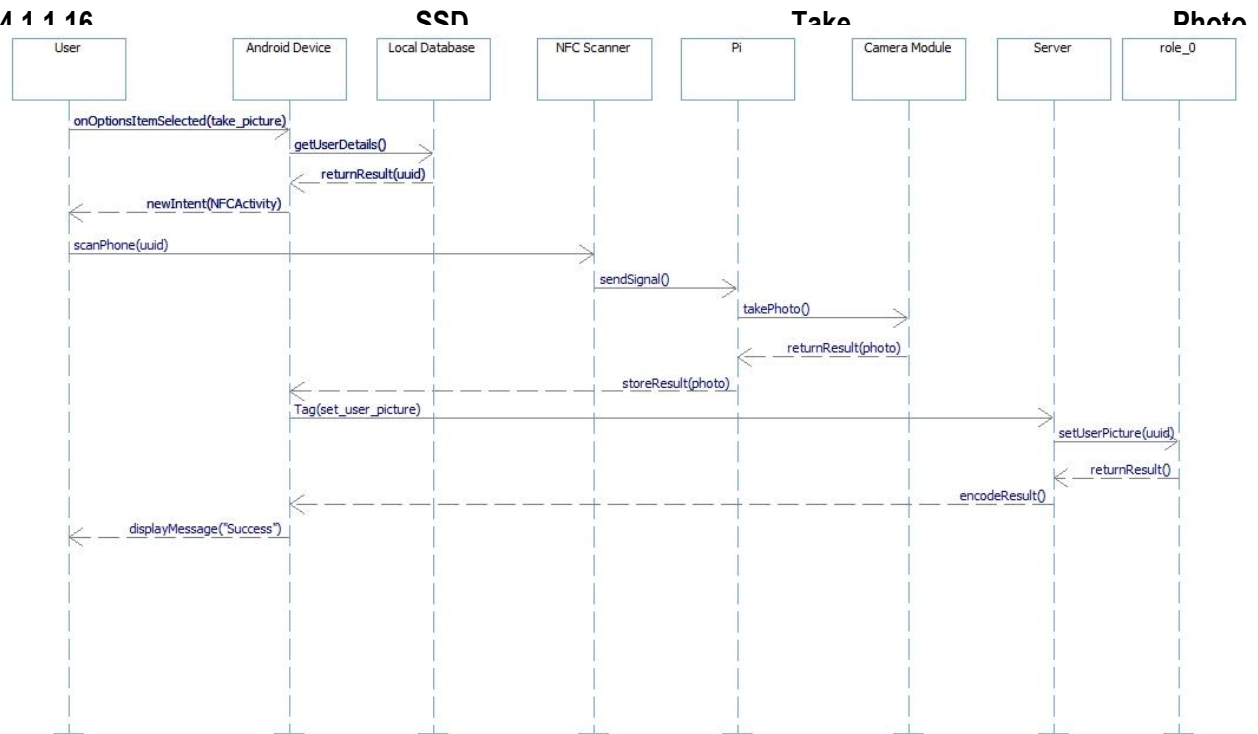 4.1.1.16 SSD Take Photo
User Android Device Local Database NFC Scanner Pi Camera Module Server role_0
onOptionsItemSelected(take_picture)
getUserDetails()
returnResult(uuid)
newIntent(NFCActivity)
scanPhone(uuid)
sendSignal()
takePhoto()
returnResult(photo)
storeResult(photo)
Tag(set_user_picture)
setUserPicture(uuid)
returnResult()
encodeResult()
displayMessage("Success")